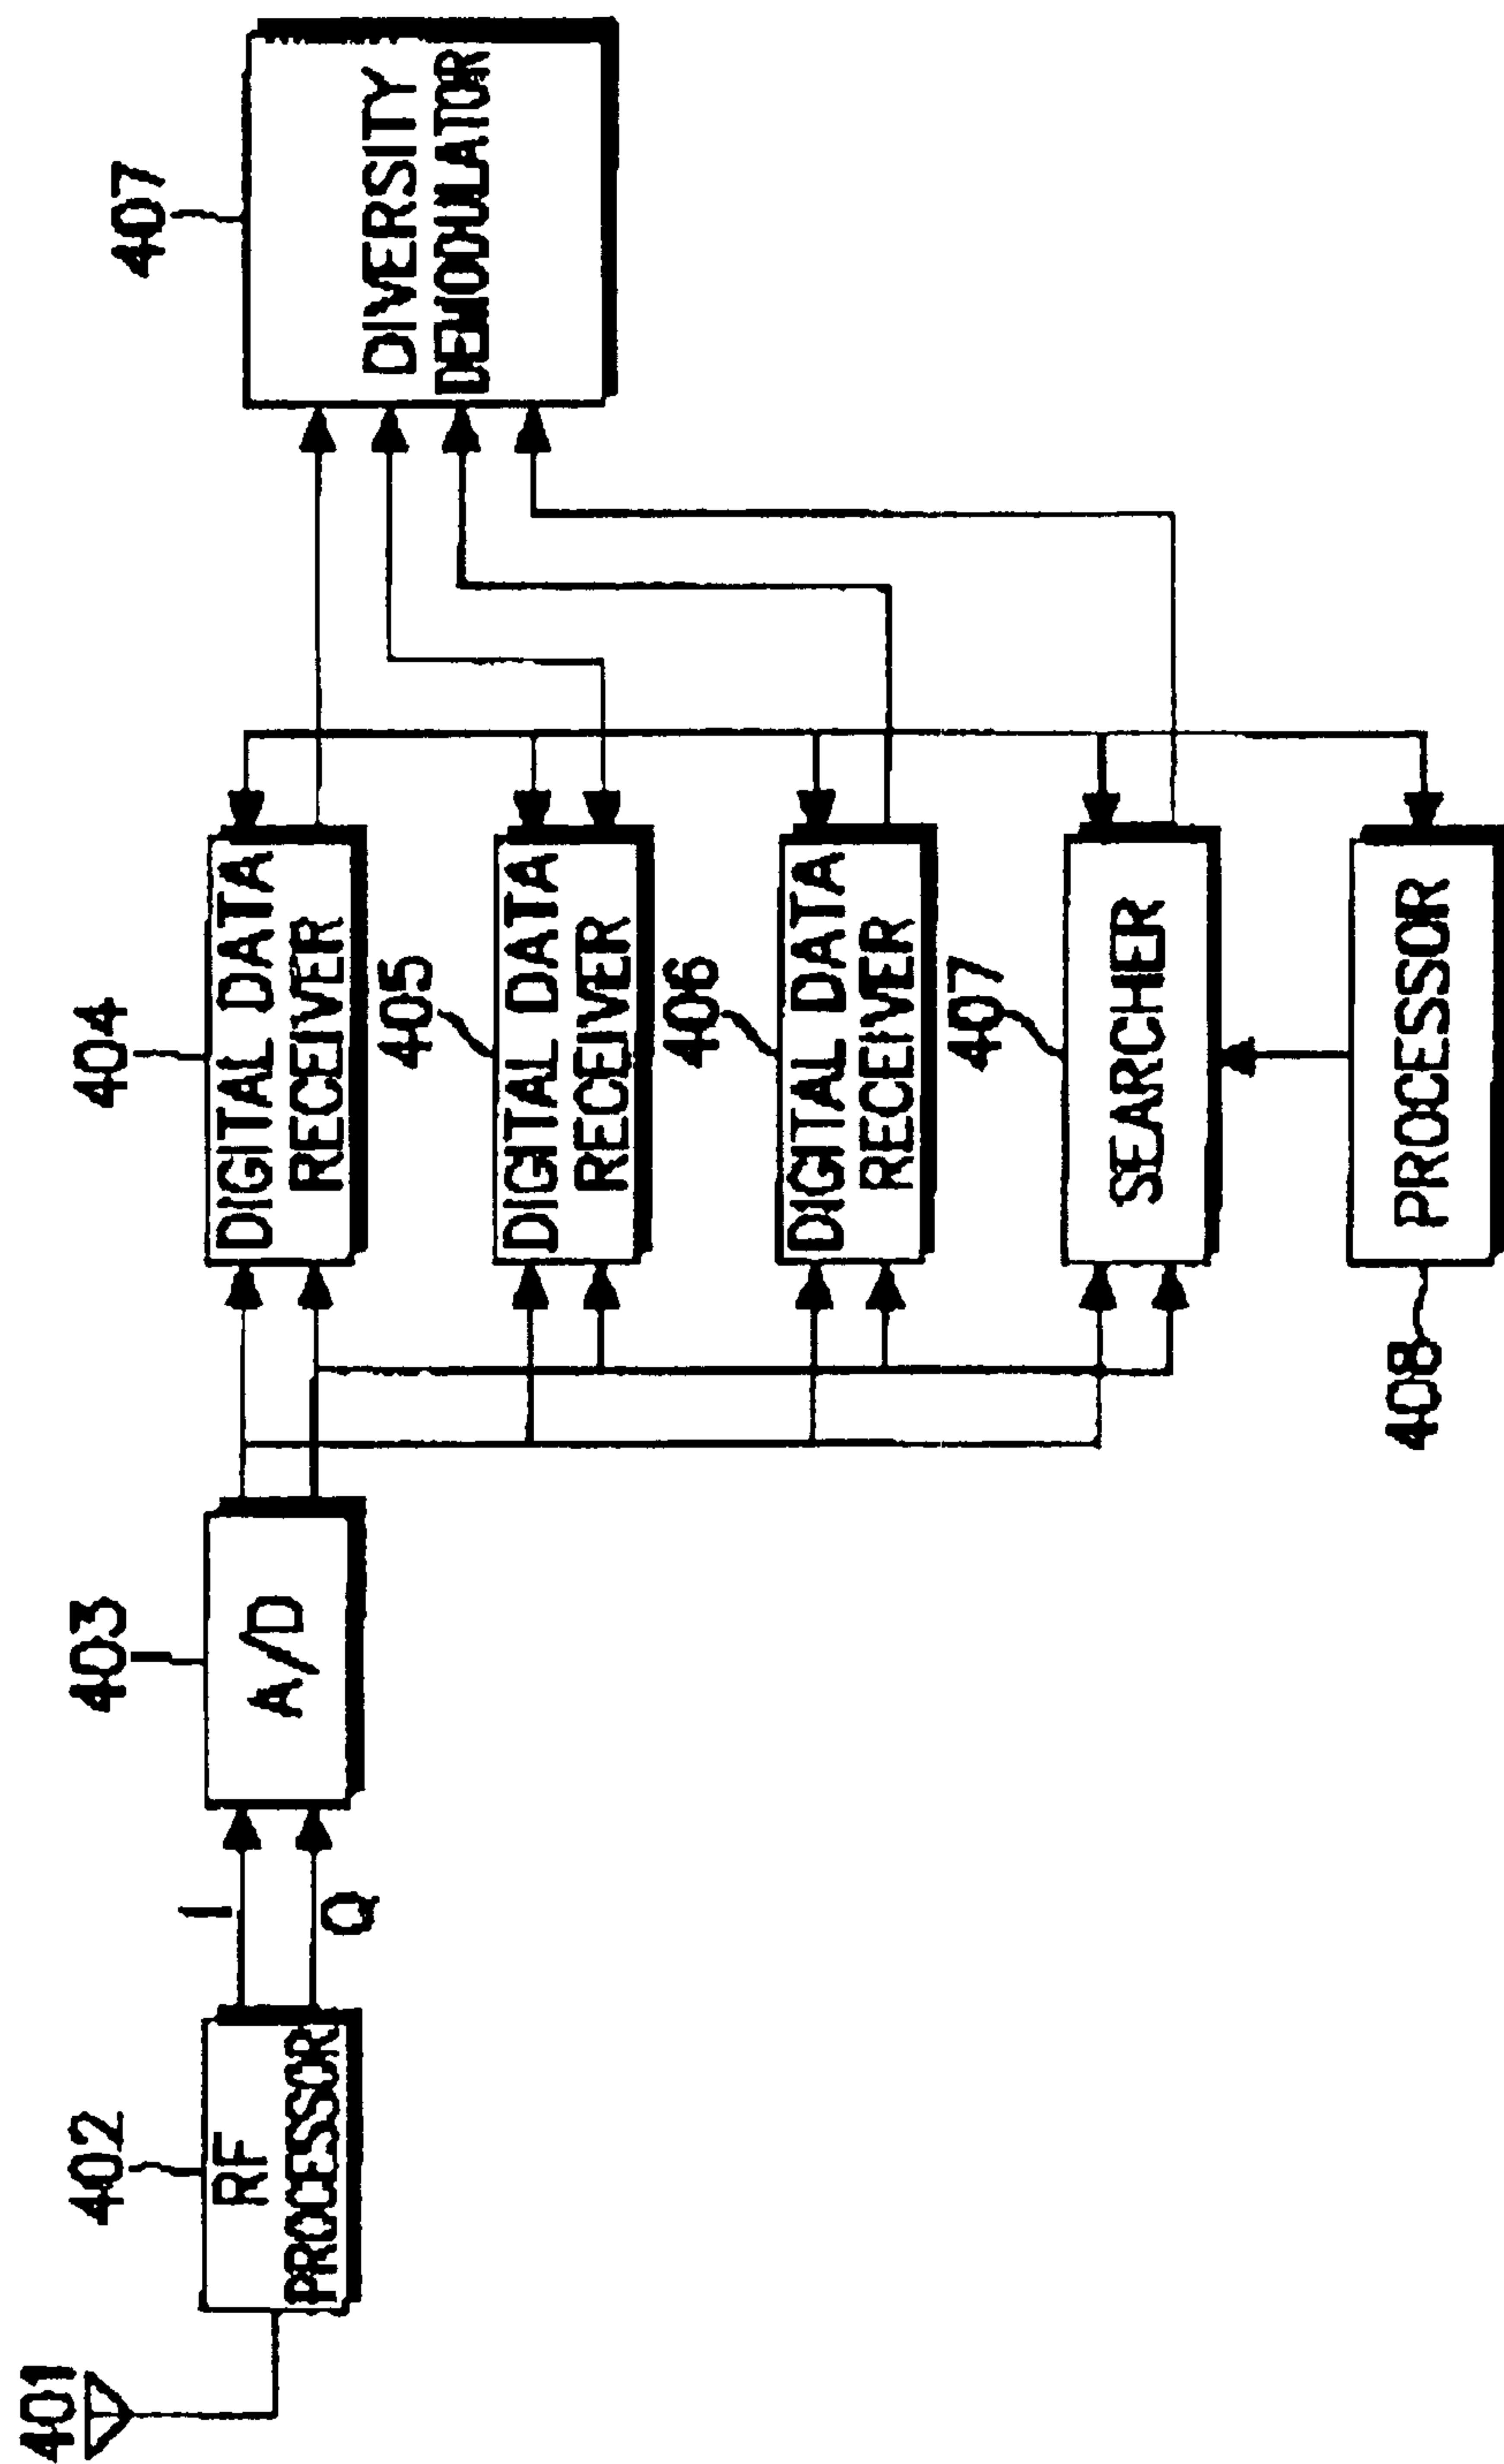 401
402
RF
PROCESSOR
I
Q
403
A/D
404
DIGITAL DATA
RECEIVER
405
DIGITAL DATA
RECEIVER
406
DIGITAL DATA
RECEIVER
407
SEARCHER
408
PROCESSOR
407
DIVERSITY
DEMODULATOR